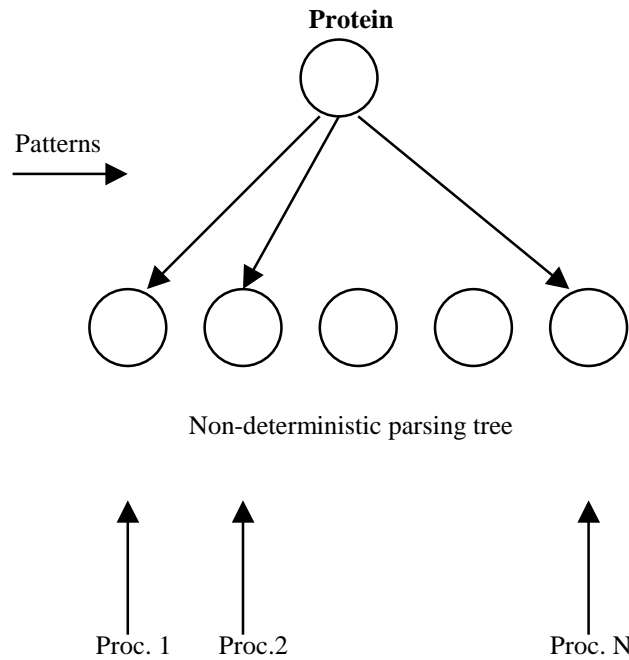 Protein
Patterns
Non-deterministic parsing tree
Proc. 1 Proc.2 Proc. N